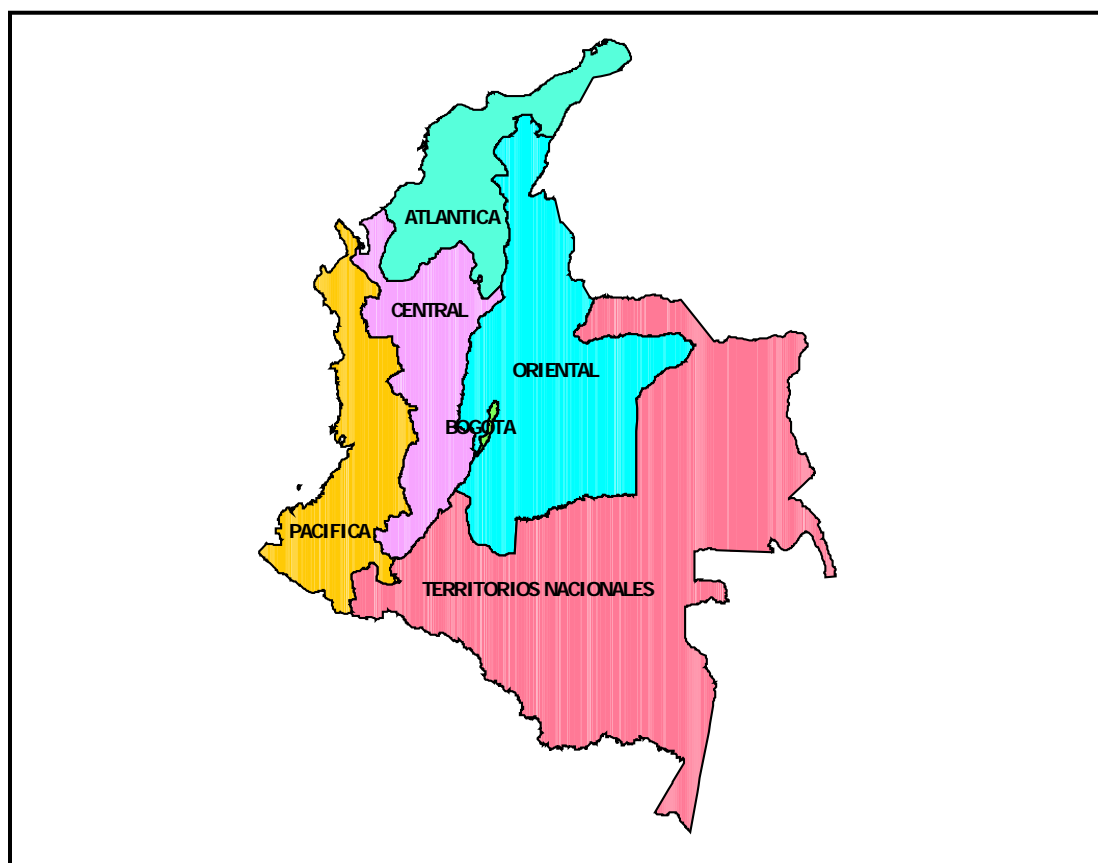 ATLANTICA
CENTRAL
ORIENTAL
BOGOTA
PACIFICA
TERRITORIOS NACIONALES